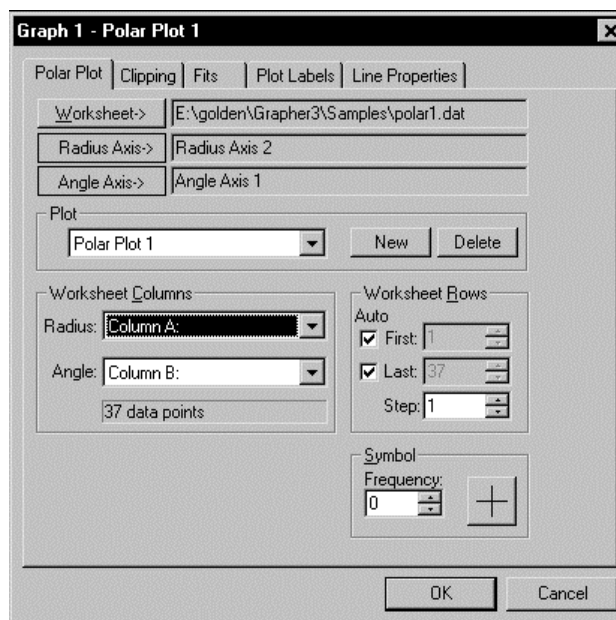 Graph 1 - Polar Plot 1
Polar Plot Clipping Fits Plot Labels Line Properties
Worksheet-> E:\golden\Grapher3\Samples\polar1.dat
Radius Axis-> Radius Axis 2
Angle Axis-> Angle Axis 1
Plot
Polar Plot 1 New Delete
Worksheet Columns
Radius: Column A:
Angle: Column B:
37 data points
Worksheet Rows
Auto
First: 1
Last: 37
Step: 1
Symbol
Frequency:
0
OK Cancel